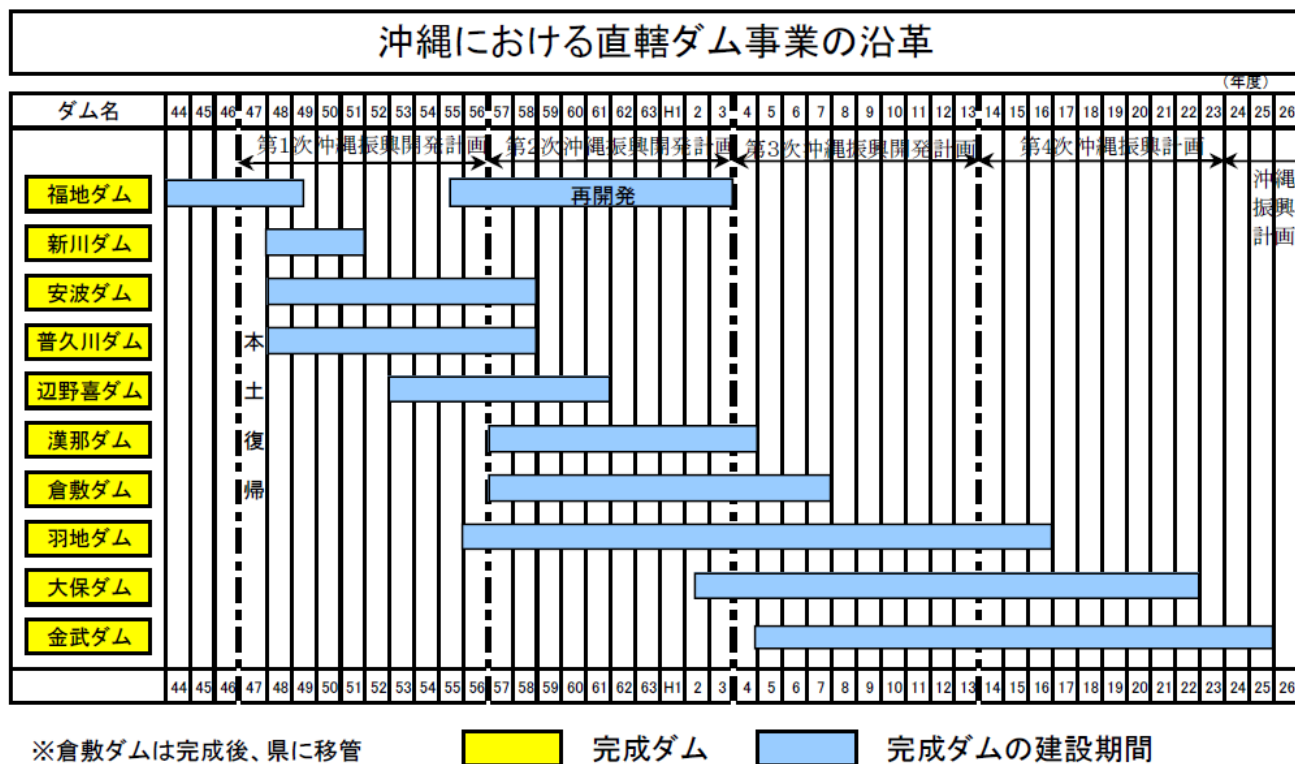 沖縄における直轄ダム事業の沿革
（年度）
ダム名 44 45 46 47 48 49 50 51 52 53 54 55 56 57 58 59 60 61 62 63 H1 2 3 4 5 6 7 8 9 10 11 12 13 14 15 16 17 18 19 20 21 22 23 24 25 26
第1次沖縄振興開発計画 第2次沖縄振興開発計画 第3次沖縄振興開発計画 第4次沖縄振興計画
沖縄
振興
計画
福地ダム 再開発
新川ダム
安波ダム
普久川ダム
辺野喜ダム
漢那ダム
倉敷ダム
羽地ダム
大保ダム
金武ダム
本
土
復
帰
44 45 46 47 48 49 50 51 52 53 54 55 56 57 58 59 60 61 62 63 H1 2 3 4 5 6 7 8 9 10 11 12 13 14 15 16 17 18 19 20 21 22 23 24 25 26
※倉敷ダムは完成後、県に移管 完成ダム 完成ダムの建設期間